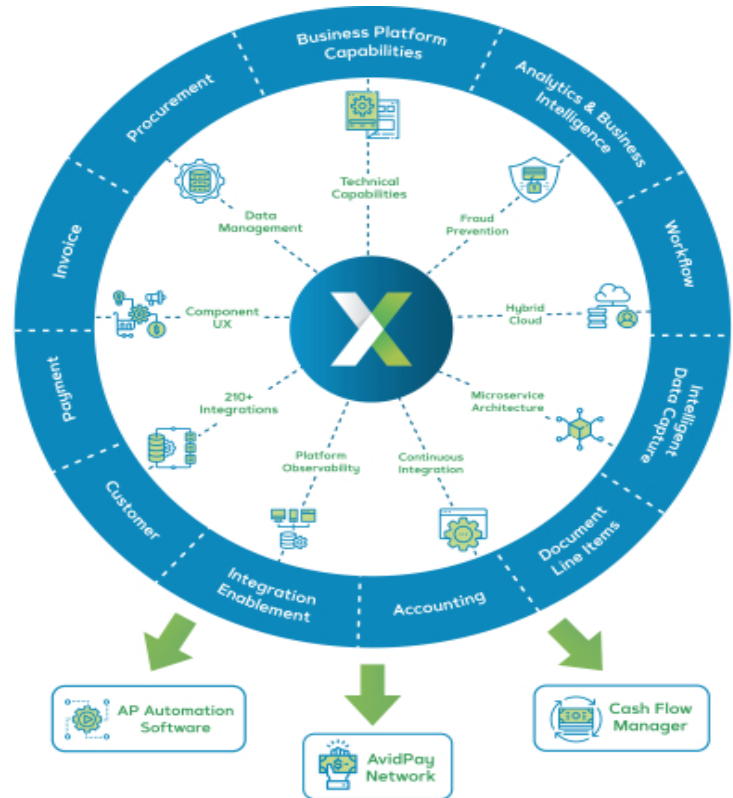 Business Platform
Capabilities
Analytics & Business
Intelligence
Workflow
Intelligent
Data Capture
Document
Line Items
Accounting
Integration
Enablement
Customer
Payment
Invoice
Procurement
Technical
Capabilities
Fraud
Prevention
Hybrid
Cloud
Microservice
Architecture
Continuous
Integration
Platform
Observability
210+
Integrations
Component
UX
Data
Management
AP Automation
Software
AvidPay
Network
Cash Flow
Manager